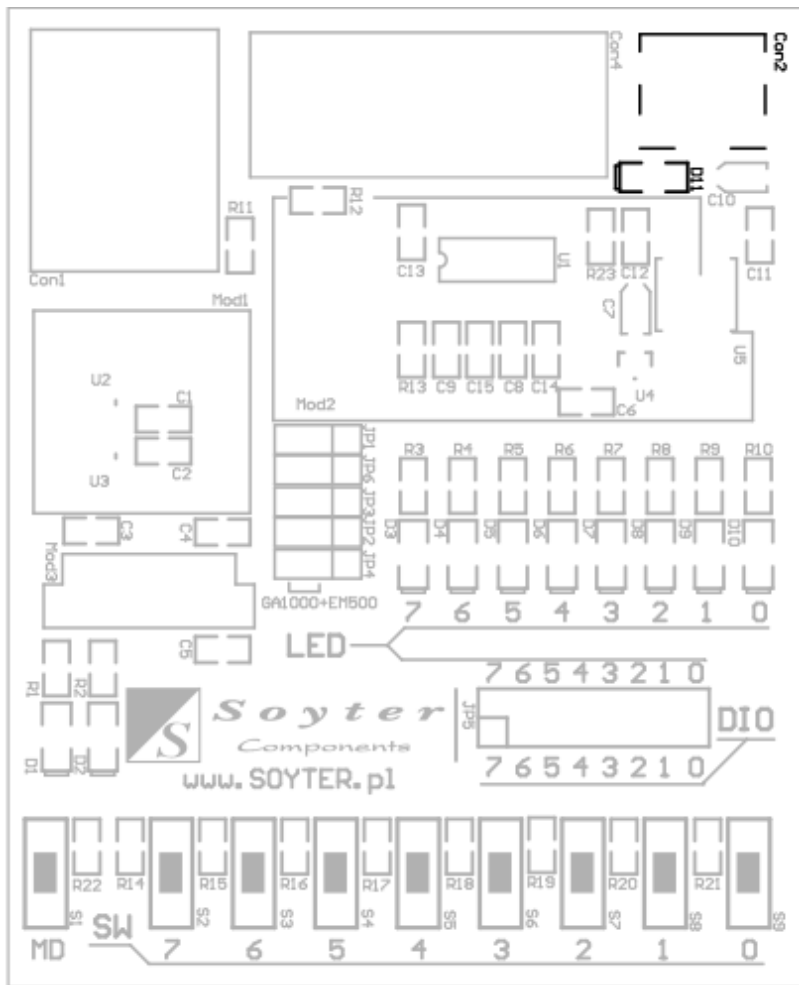 Con4
Con2
D11
C10
R11
R12
C13
U1
R23
C12
C11
Con1
Mod1
C7
U5
U2
C1
R13
C9
C15
C8
C14
U4
Mod2
C6
C2
U3
JP1
JP6
JP3
JP2
JP4
R3 R4 R5 R6 R7 R8 R9 R10
D3 D4 D5 D6 D7 D8 D9 D10
C3
C4
Mod3
GA1000+EM500
7 6 5 4 3 2 1 0
LED
C5
7 6 5 4 3 2 1 0
R1
R2
S
Soyter
Components
JP5
DIO
D1
D2
www.SOYTER.pl
7 6 5 4 3 2 1 0
R22 R14 R15 R16 R17 R18 R19 R20 R21
S1 S2 S3 S4 S5 S6 S7 S8 S9
MD SW 7 6 5 4 3 2 1 0